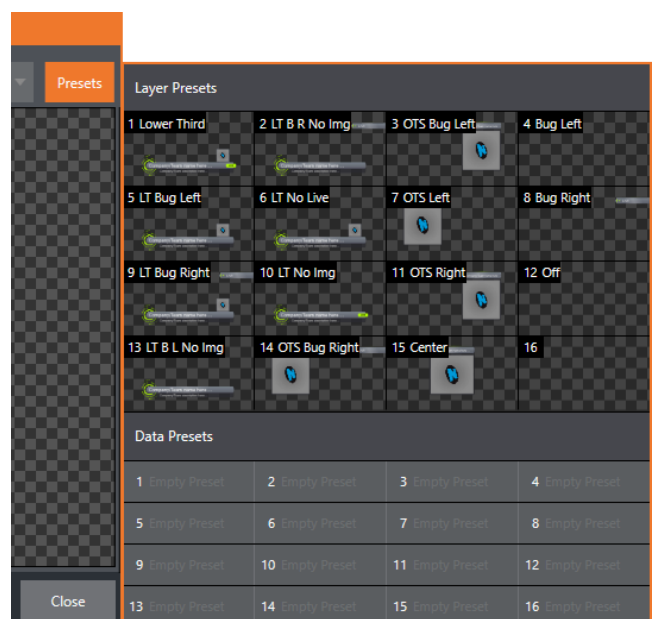 Presets
Layer Presets
1 Lower Third
2 LT B R No Img
3 OTS Bug Left
4 Bug Left
5 LT Bug Left
6 LT No Live
7 OTS Left
8 Bug Right
9 LT Bug Right
10 LT No Img
11 OTS Right
12 Off
13 LT B L No Img
14 OTS Bug Right
15 Center
16
Data Presets
1 Empty Preset
2 Empty Preset
3 Empty Preset
4 Empty Preset
5 Empty Preset
6 Empty Preset
7 Empty Preset
8 Empty Preset
9 Empty Preset
10 Empty Preset
11 Empty Preset
12 Empty Preset
Close
13 Empty Preset
14 Empty Preset
15 Empty Preset
16 Empty Preset